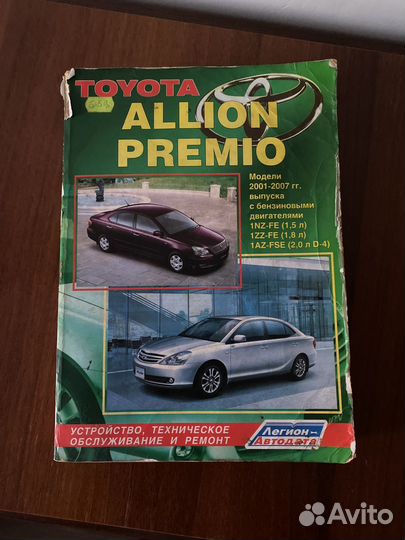 TOYOTA
ALLION
PREMIO
Модели
2001-2007 гг.
выпуска
с бензиновыми
двигателями
1NZ-FE (1,5 л)
1ZZ-FE (1,8 л)
1AZ-FSE (2,0 л D-4)
УСТРОЙСТВО, ТЕХНИЧЕСКОЕ
ОБСЛУЖИВАНИЕ И РЕМОНТ
Легион-
Автодата
Avito